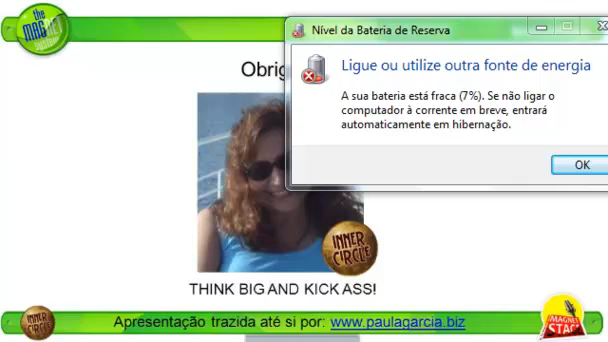 the
MAGNET
system
Nível da Bateria de Reserva
Ligue ou utilize outra fonte de energia
A sua bateria está fraca (7%). Se não ligar o
computador à corrente em breve, entrará
automaticamente em hibernação.
OK
Obrig
INNER
CIRCLE
THINK BIG AND KICK ASS!
INNER
CIRCLE
Apresentação trazida até si por: www.paulagarcia.biz
MAGNET
STAGE